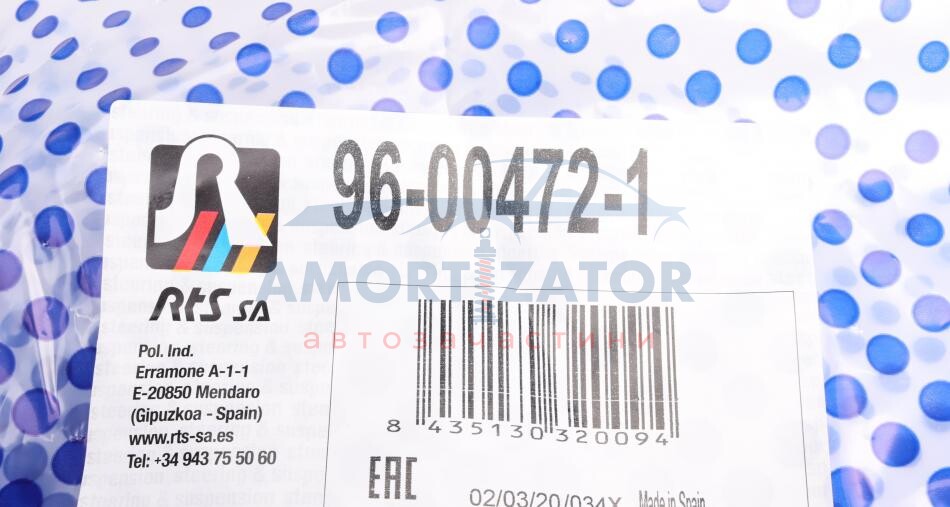 96-00472-1
RTS SA
AMORTIZATOR
автозапчастини
Pol. Ind.
Erramone A-1-1
E-20850 Mendaro
(Gipuzkoa - Spain)
www.rts-sa.es
Tel: +34 943 75 50 60
8 435130 320094
EAC
02/03/20/034X Made in Spain